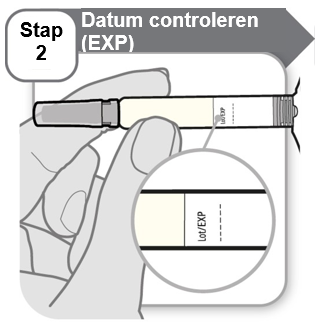 Stap
2
Datum controleren
(EXP)
Lot/EXP
Lot/EXP